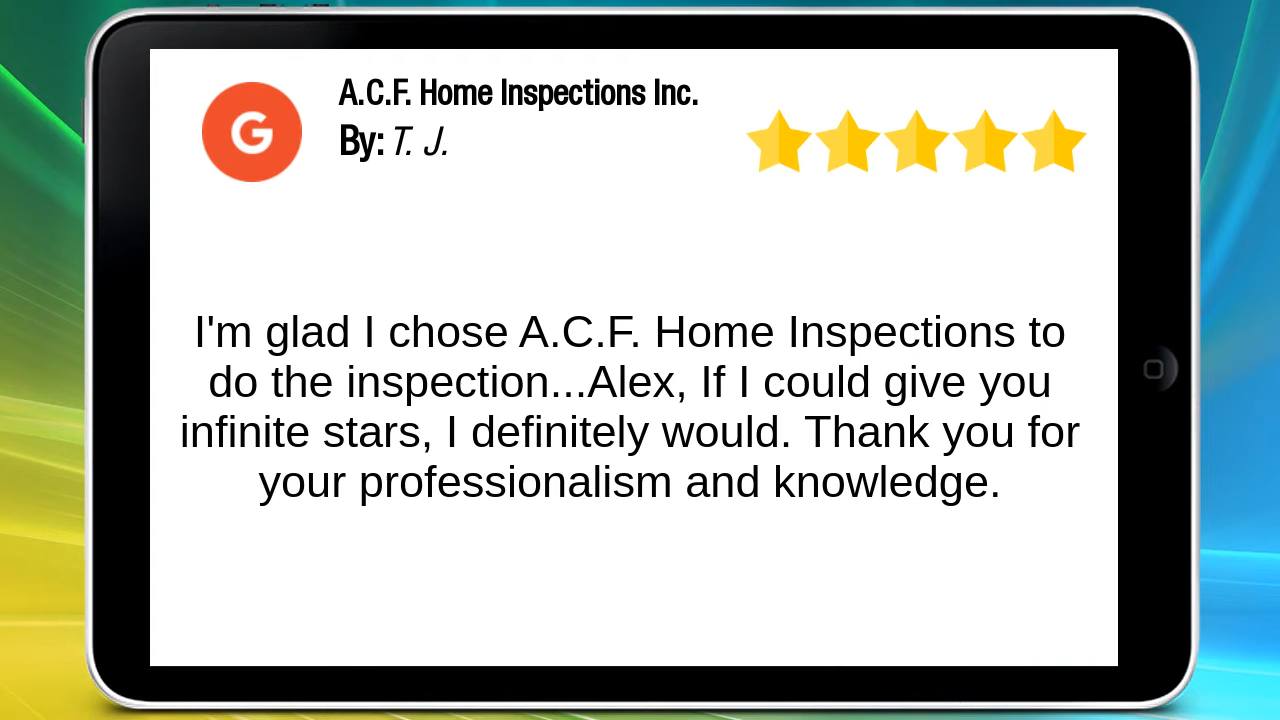 G
A.C.F. Home Inspections Inc.
By: T. J.
I'm glad I chose A.C.F. Home Inspections to
do the inspection...Alex, If I could give you
infinite stars, I definitely would. Thank you for
your professionalism and knowledge.